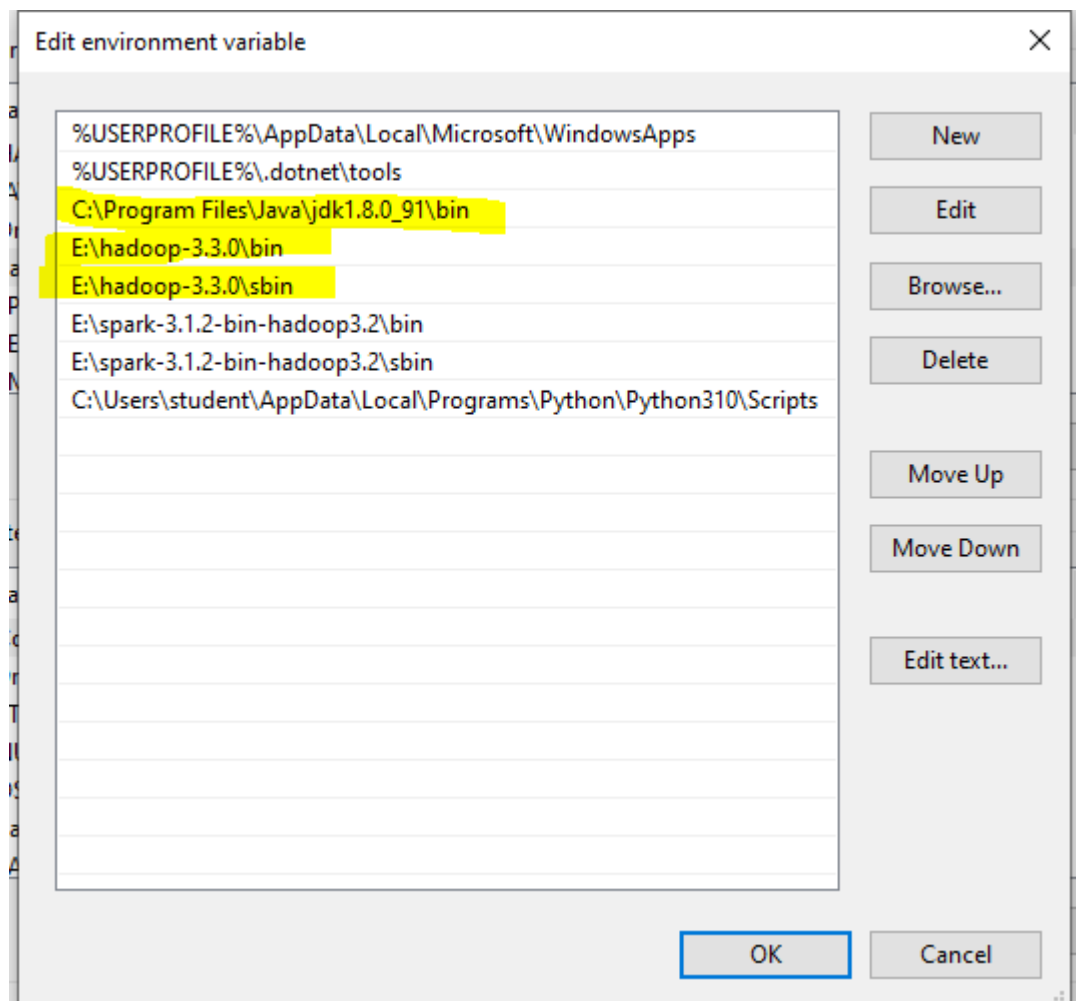 Edit environment variable
%USERPROFILE%\AppData\Local\Microsoft\WindowsApps
%USERPROFILE%\.dotnet\tools
C:\Program Files\Java\jdk1.8.0_91\bin
E:\hadoop-3.3.0\bin
E:\hadoop-3.3.0\sbin
E:\spark-3.1.2-bin-hadoop3.2\bin
E:\spark-3.1.2-bin-hadoop3.2\sbin
C:\Users\student\AppData\Local\Programs\Python\Python310\Scripts
New
Edit
Browse...
Delete
Move Up
Move Down
Edit text...
OK
Cancel